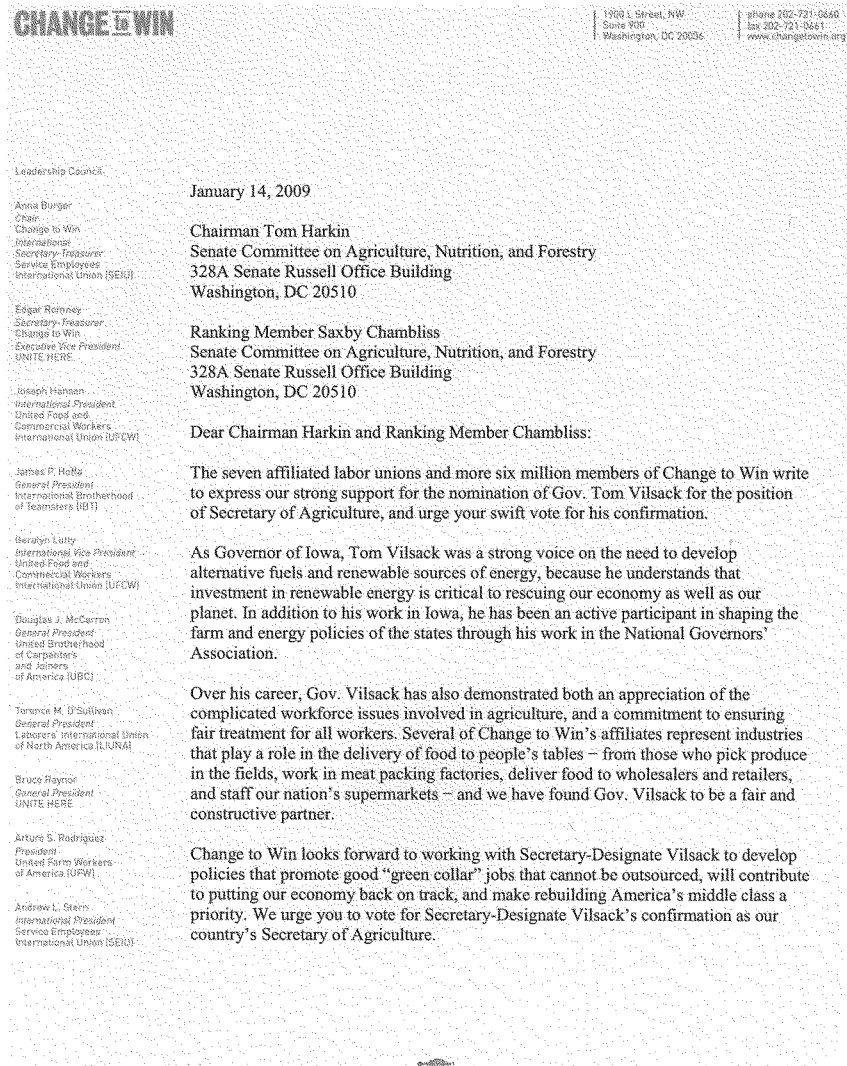 CHANGE to WIN
1900 L Street, NW
Suite 900
Washington, DC 20036
phone 202-721-0660
fax 202-721-0661
www.changetowin.org
Leadership Council
Anna Burger
Chair
Change to Win
International
Secretary-Treasurer
Service Employees
International Union (SEIU)
Edgar Romney
Secretary-Treasurer
Change to Win
Executive Vice President
UNITE HERE
Joseph Hansen
International President
United Food and
Commercial Workers
International Union (UFCW)
James P. Hoffa
General President
International Brotherhood
of Teamsters (IBT)
Geralyn Lutty
International Vice President
United Food and
Commercial Workers
International Union (UFCW)
Douglas J. McCarron
General President
United Brotherhood
of Carpenters
and Joiners
of America (UBC)
Terence M. O'Sullivan
General President
Laborers' International Union
of North America (LIUNA)
Bruce Raynor
General President
UNITE HERE
Arturo S. Rodriguez
President
United Farm Workers
of America (UFW)
Andrew L. Stern
International President
Service Employees
International Union (SEIU)
January 14, 2009
Chairman Tom Harkin
Senate Committee on Agriculture, Nutrition, and Forestry
328A Senate Russell Office Building
Washington, DC 20510
Ranking Member Saxby Chambliss
Senate Committee on Agriculture, Nutrition, and Forestry
328A Senate Russell Office Building
Washington, DC 20510
Dear Chairman Harkin and Ranking Member Chambliss:
The seven affiliated labor unions and more six million members of Change to Win write
to express our strong support for the nomination of Gov. Tom Vilsack for the position
of Secretary of Agriculture, and urge your swift vote for his confirmation.
As Governor of Iowa, Tom Vilsack was a strong voice on the need to develop
alternative fuels and renewable sources of energy, because he understands that
investment in renewable energy is critical to rescuing our economy as well as our
planet. In addition to his work in Iowa, he has been an active participant in shaping the
farm and energy policies of the states through his work in the National Governors'
Association.
Over his career, Gov. Vilsack has also demonstrated both an appreciation of the
complicated workforce issues involved in agriculture, and a commitment to ensuring
fair treatment for all workers. Several of Change to Win's affiliates represent industries
that play a role in the delivery of food to people's tables – from those who pick produce
in the fields, work in meat packing factories, deliver food to wholesalers and retailers,
and staff our nation's supermarkets – and we have found Gov. Vilsack to be a fair and
constructive partner.
Change to Win looks forward to working with Secretary-Designate Vilsack to develop
policies that promote good “green collar” jobs that cannot be outsourced, will contribute
to putting our economy back on track, and make rebuilding America's middle class a
priority. We urge you to vote for Secretary-Designate Vilsack's confirmation as our
country's Secretary of Agriculture.